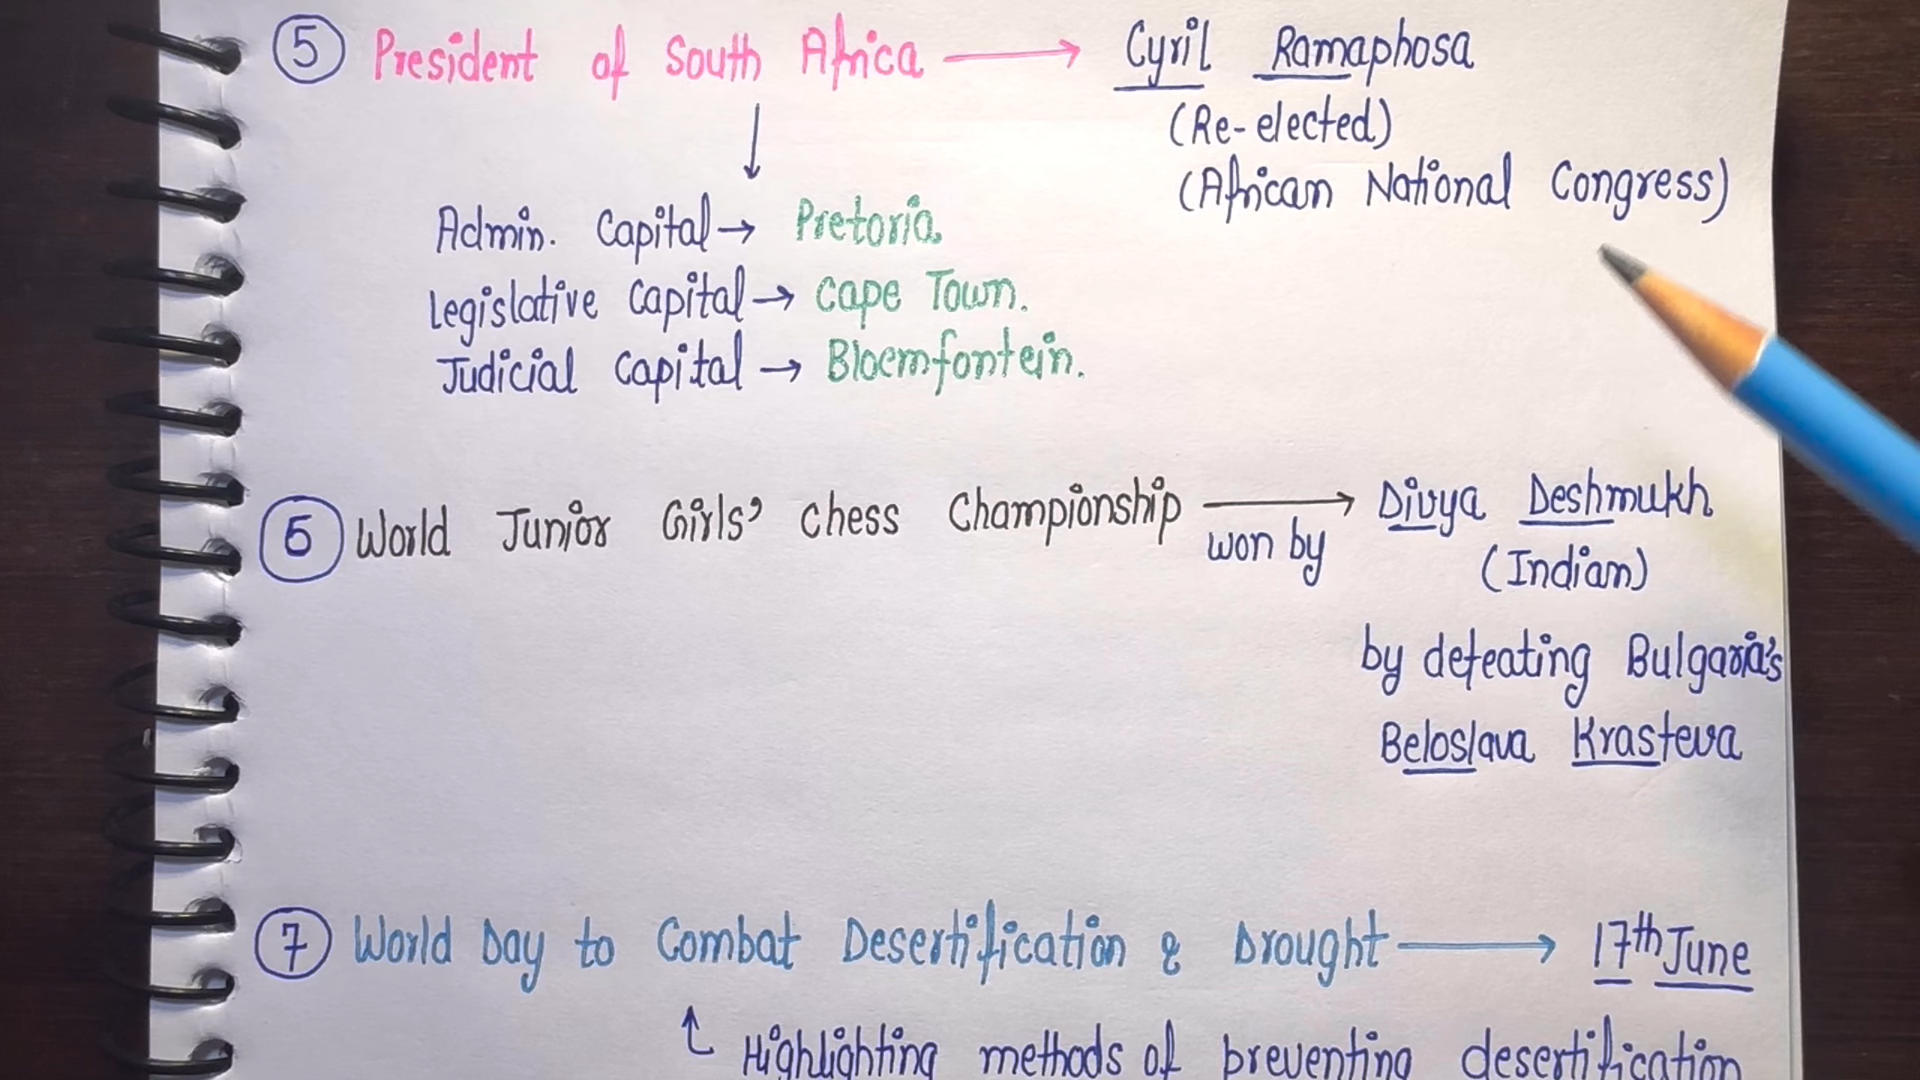 5 President of South Africa → Cyril Ramaphosa
(Re-elected)
(African National Congress)
Admin. Capital → Pretoria.
Legislative Capital → Cape Town.
Judicial Capital → Bloemfontein.
6 World Junior Girls' Chess Championship → Divya Deshmukh
won by
(Indian)
by defeating Bulgaria's
Beloslava Krasteva
7 World Day to Combat Desertification & Drought → 17th June
Highlighting methods of preventing desertification